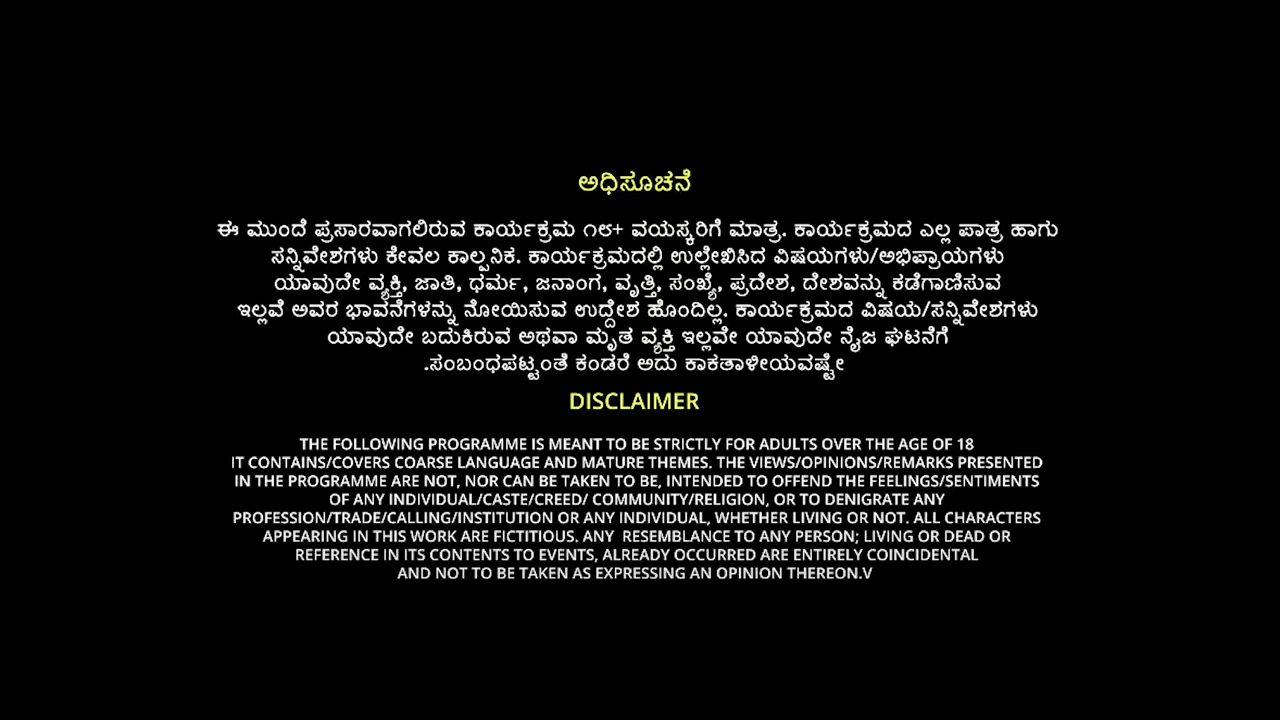 ಅಧಿಸೂಚನೆ
ಈ ಮುಂದೆ ಪ್ರಸಾರವಾಗಲಿರುವ ಕಾರ್ಯಕ್ರಮ ೧೮+ ವಯಸ್ಕರಿಗೆ ಮಾತ್ರ. ಕಾರ್ಯಕ್ರಮದ ಎಲ್ಲ ಪಾತ್ರ ಹಾಗು
ಸನ್ನಿವೇಶಗಳು ಕೇವಲ ಕಾಲ್ಪನಿಕ. ಕಾರ್ಯಕ್ರಮದಲ್ಲಿ ಉಲ್ಲೇಖಿಸಿದ ವಿಷಯಗಳು/ಅಭಿಪ್ರಾಯಗಳು
ಯಾವುದೇ ವ್ಯಕ್ತಿ, ಜಾತಿ, ಧರ್ಮ, ಜನಾಂಗ, ವೃತ್ತಿ, ಸಂಖ್ಯೆ, ಪ್ರದೇಶ, ದೇಶವನ್ನು ಕಡೆಗಾಣಿಸುವ
ಇಲ್ಲವೆ ಅವರ ಭಾವನೆಗಳನ್ನು ನೋಯಿಸುವ ಉದ್ದೇಶ ಹೊಂದಿಲ್ಲ. ಕಾರ್ಯಕ್ರಮದ ವಿಷಯ/ಸನ್ನಿವೇಶಗಳು
ಯಾವುದೇ ಬದುಕಿರುವ ಅಥವಾ ಮೃತ ವ್ಯಕ್ತಿ ಇಲ್ಲವೇ ಯಾವುದೇ ನೈಜ ಘಟನೆಗೆ
.ಸಂಬಂಧಪಟ್ಟಂತೆ ಕಂಡರೆ ಅದು ಕಾಕತಾಳೀಯವಷ್ಟೇ
DISCLAIMER
THE FOLLOWING PROGRAMME IS MEANT TO BE STRICTLY FOR ADULTS OVER THE AGE OF 18
IT CONTAINS/COVERS COARSE LANGUAGE AND MATURE THEMES. THE VIEWS/OPINIONS/REMARKS PRESENTED
IN THE PROGRAMME ARE NOT, NOR CAN BE TAKEN TO BE, INTENDED TO OFFEND THE FEELINGS/SENTIMENTS
OF ANY INDIVIDUAL/CASTE/CREED/ COMMUNITY/RELIGION, OR TO DENIGRATE ANY
PROFESSION/TRADE/CALLING/INSTITUTION OR ANY INDIVIDUAL, WHETHER LIVING OR NOT. ALL CHARACTERS
APPEARING IN THIS WORK ARE FICTITIOUS. ANY  RESEMBLANCE TO ANY PERSON; LIVING OR DEAD OR
REFERENCE IN ITS CONTENTS TO EVENTS, ALREADY OCCURRED ARE ENTIRELY COINCIDENTAL
AND NOT TO BE TAKEN AS EXPRESSING AN OPINION THEREON.V